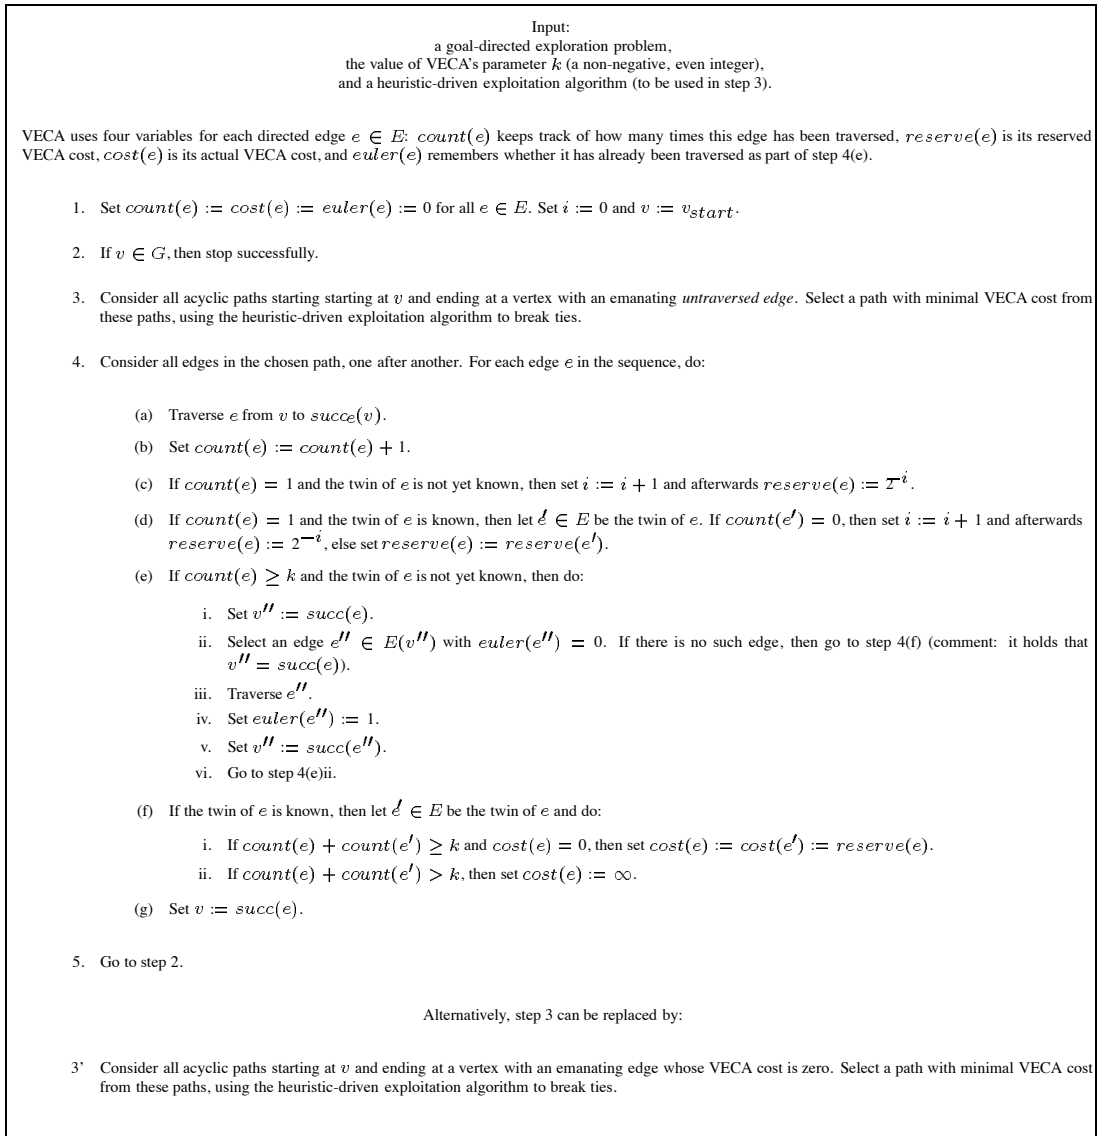 Input:
a goal-directed exploration problem,
the value of VECA's parameter k (a non-negative, even integer),
and a heuristic-driven exploitation algorithm (to be used in step 3).
VECA uses four variables for each directed edge e ∈ E: count(e) keeps track of how many times this edge has been traversed, reserve(e) is its reserved
VECA cost, cost(e) is its actual VECA cost, and euler(e) remembers whether it has already been traversed as part of step 4(e).
1. Set count(e) := cost(e) := euler(e) := 0 for all e ∈ E. Set i := 0 and v := v_start.
2. If v ∈ G, then stop successfully.
3. Consider all acyclic paths starting starting at v and ending at a vertex with an emanating untraversed edge. Select a path with minimal VECA cost from
these paths, using the heuristic-driven exploitation algorithm to break ties.
4. Consider all edges in the chosen path, one after another. For each edge e in the sequence, do:
(a) Traverse e from v to succ_e(v).
(b) Set count(e) := count(e) + 1.
(c) If count(e) = 1 and the twin of e is not yet known, then set i := i + 1 and afterwards reserve(e) := 2^−i.
(d) If count(e) = 1 and the twin of e is known, then let e′ ∈ E be the twin of e. If count(e′) = 0, then set i := i + 1 and afterwards
reserve(e) := 2^−i, else set reserve(e) := reserve(e′).
(e) If count(e) ≥ k and the twin of e is not yet known, then do:
i. Set v″ := succ(e).
ii. Select an edge e″ ∈ E(v″) with euler(e″) = 0. If there is no such edge, then go to step 4(f) (comment: it holds that
v″ = succ(e)).
iii. Traverse e″.
iv. Set euler(e″) := 1.
v. Set v″ := succ(e″).
vi. Go to step 4(e)ii.
(f) If the twin of e is known, then let e′ ∈ E be the twin of e and do:
i. If count(e) + count(e′) ≥ k and cost(e) = 0, then set cost(e) := cost(e′) := reserve(e).
ii. If count(e) + count(e′) > k, then set cost(e) := ∞.
(g) Set v := succ(e).
5. Go to step 2.
Alternatively, step 3 can be replaced by:
3' Consider all acyclic paths starting at v and ending at a vertex with an emanating edge whose VECA cost is zero. Select a path with minimal VECA cost
from these paths, using the heuristic-driven exploitation algorithm to break ties.